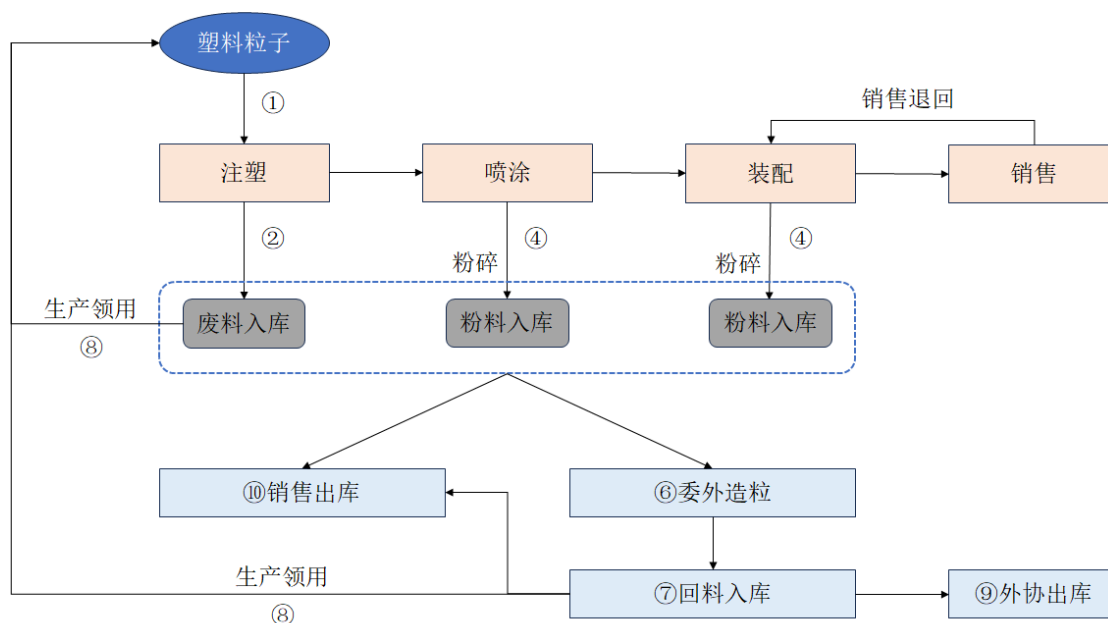 塑料粒子
①
销售退回
注塑
喷涂
装配
销售
②
④
④
粉碎
粉碎
生产领用
⑧
废料入库
粉料入库
粉料入库
⑩销售出库
⑥委外造粒
生产领用
⑧
⑦回料入库
⑨外协出库